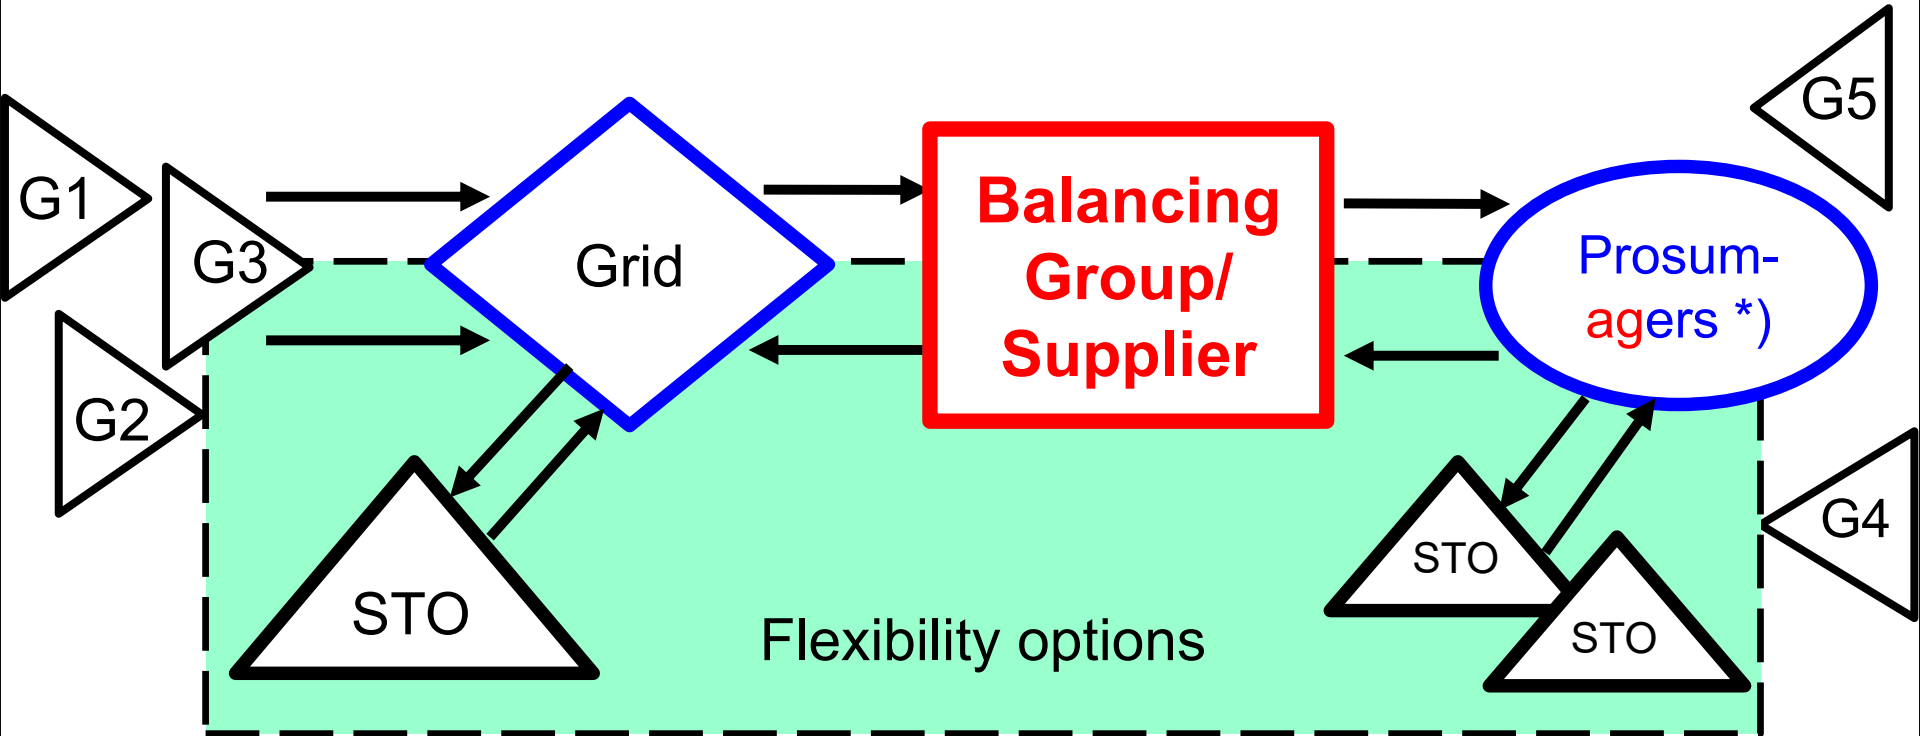 G1
G3
G2
Grid
Balancing
Group/
Supplier
G5
Prosum-
agers *)
G4
STO
STO
STO
Flexibility options